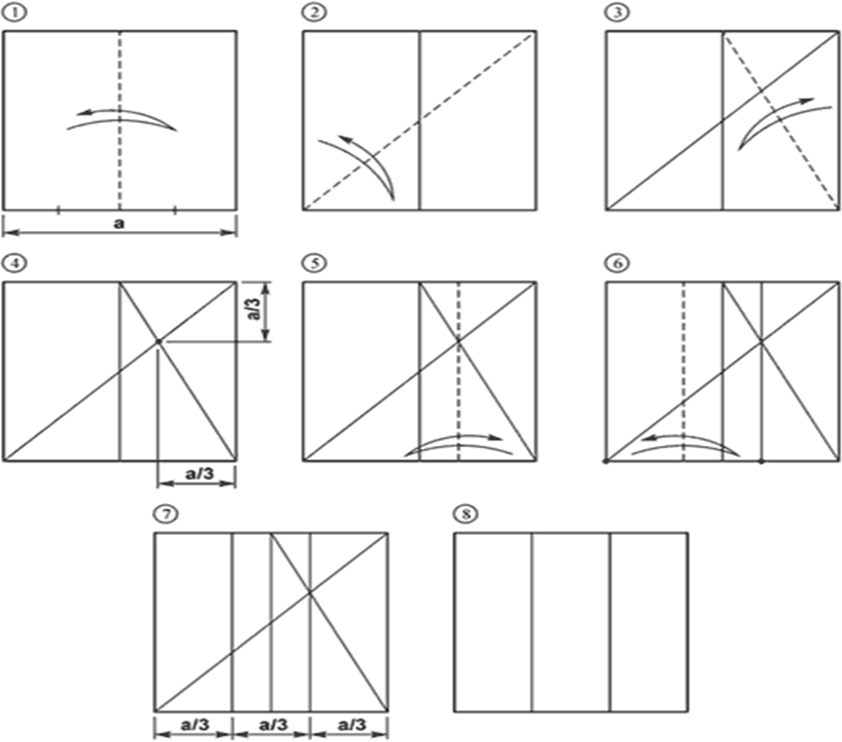 ① ② ③
a
④ ⑤ ⑥
a/3
a/3
⑦ ⑧
a/3 a/3 a/3